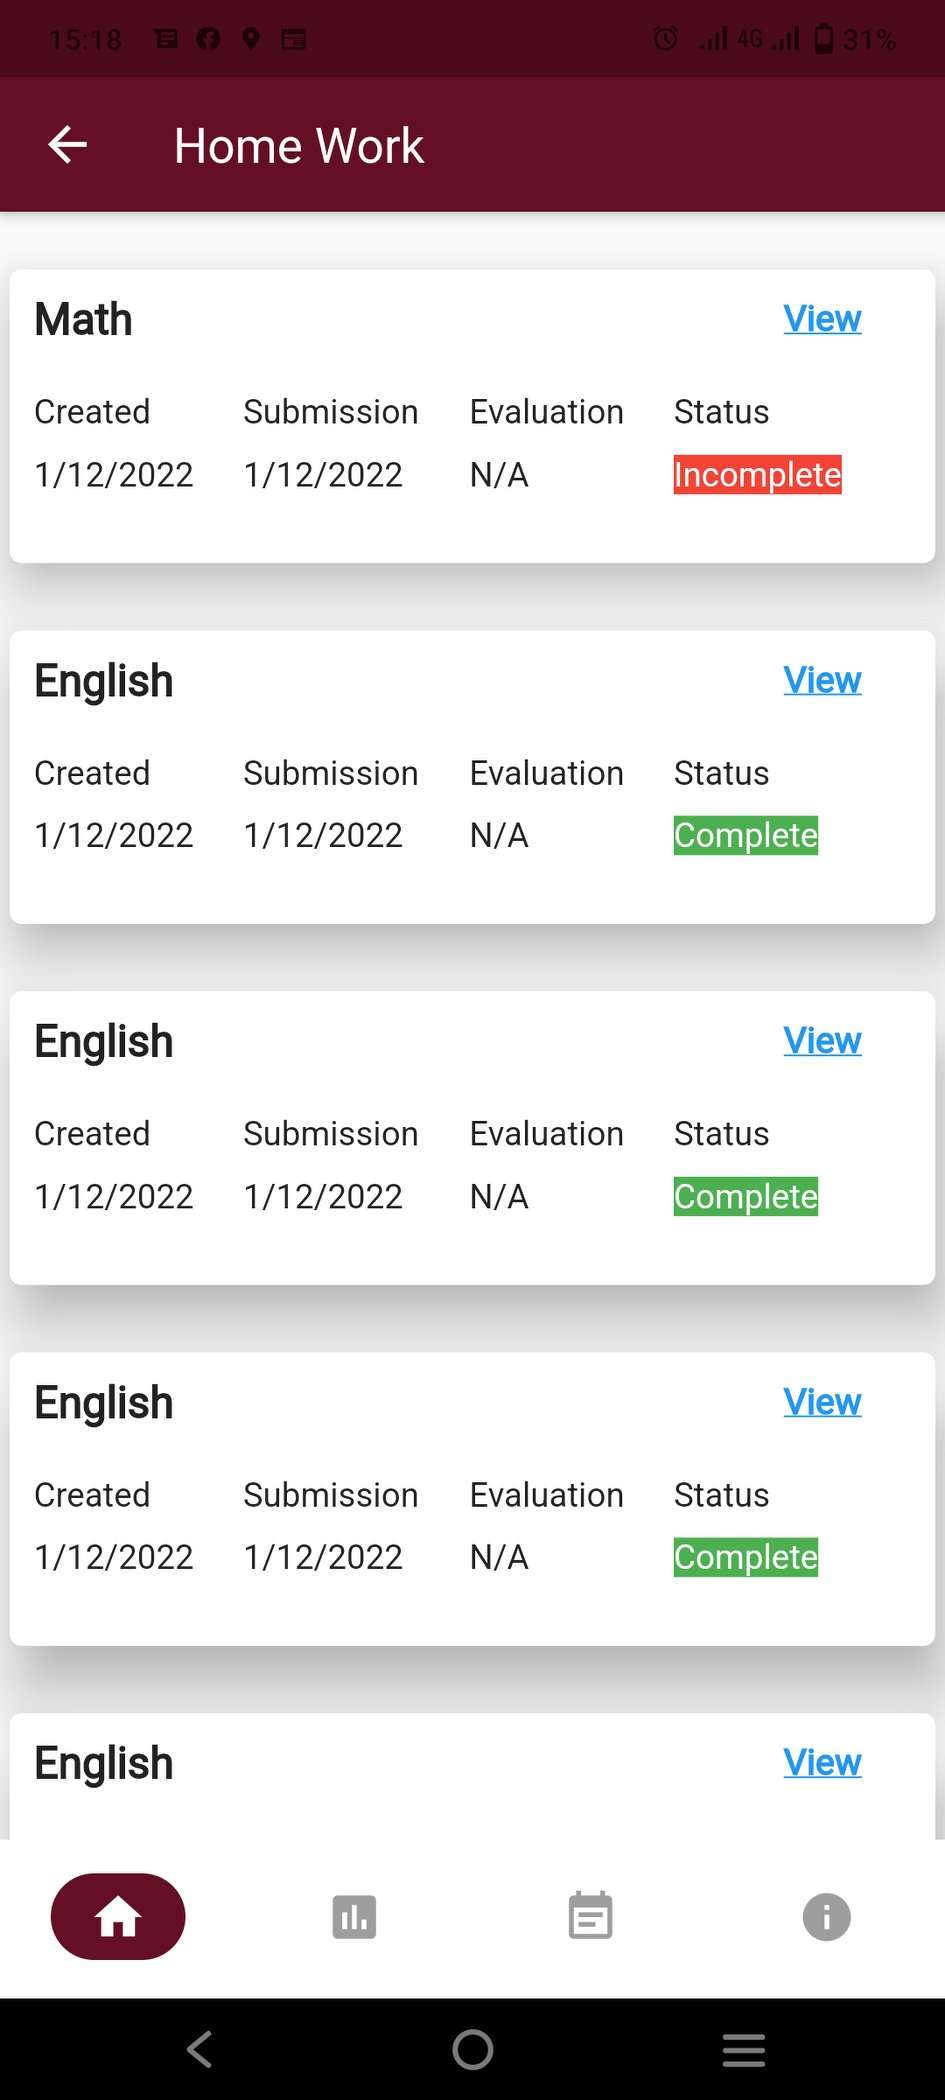 15:18 4G 31%
Home Work
Math View
Created Submission Evaluation Status
1/12/2022 1/12/2022 N/A Incomplete
English View
Created Submission Evaluation Status
1/12/2022 1/12/2022 N/A Complete
English View
Created Submission Evaluation Status
1/12/2022 1/12/2022 N/A Complete
English View
Created Submission Evaluation Status
1/12/2022 1/12/2022 N/A Complete
English View